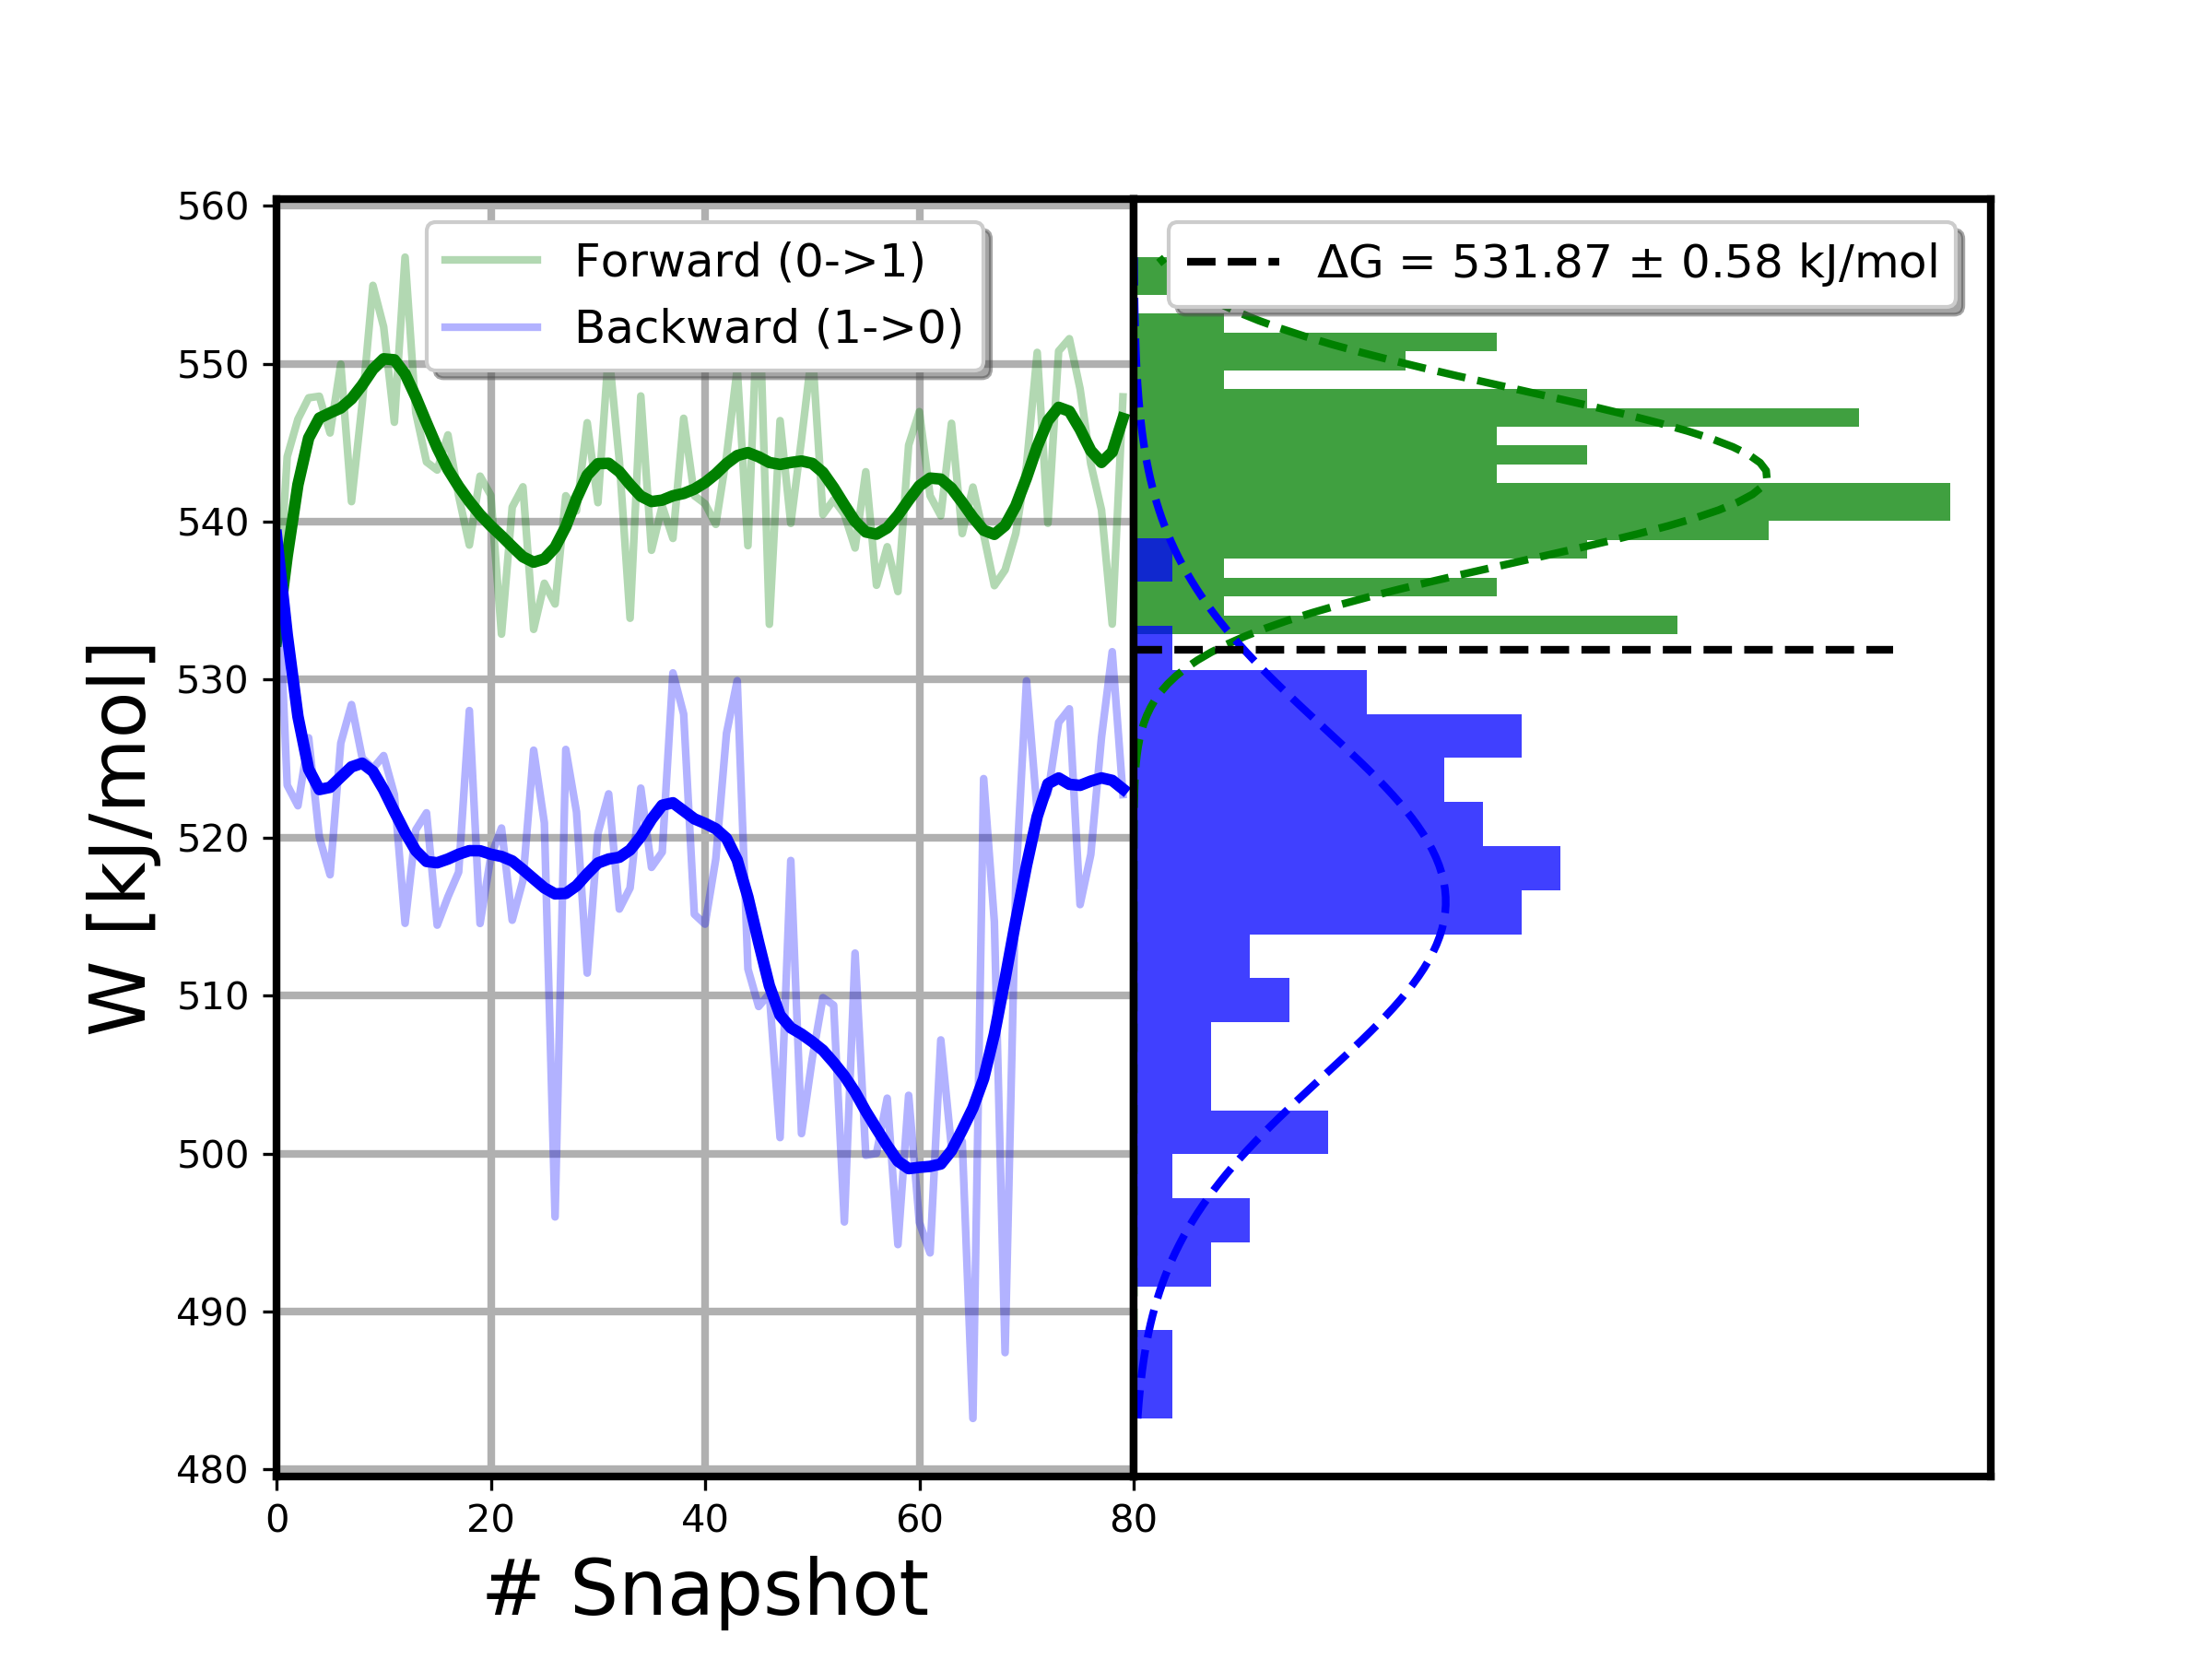 560
550
540
530
520
510
500
490
480
W [kJ/mol]
Forward (0->1)
Backward (1->0)
ΔG = 531.87 ± 0.58 kJ/mol
0 20 40 60 80
# Snapshot